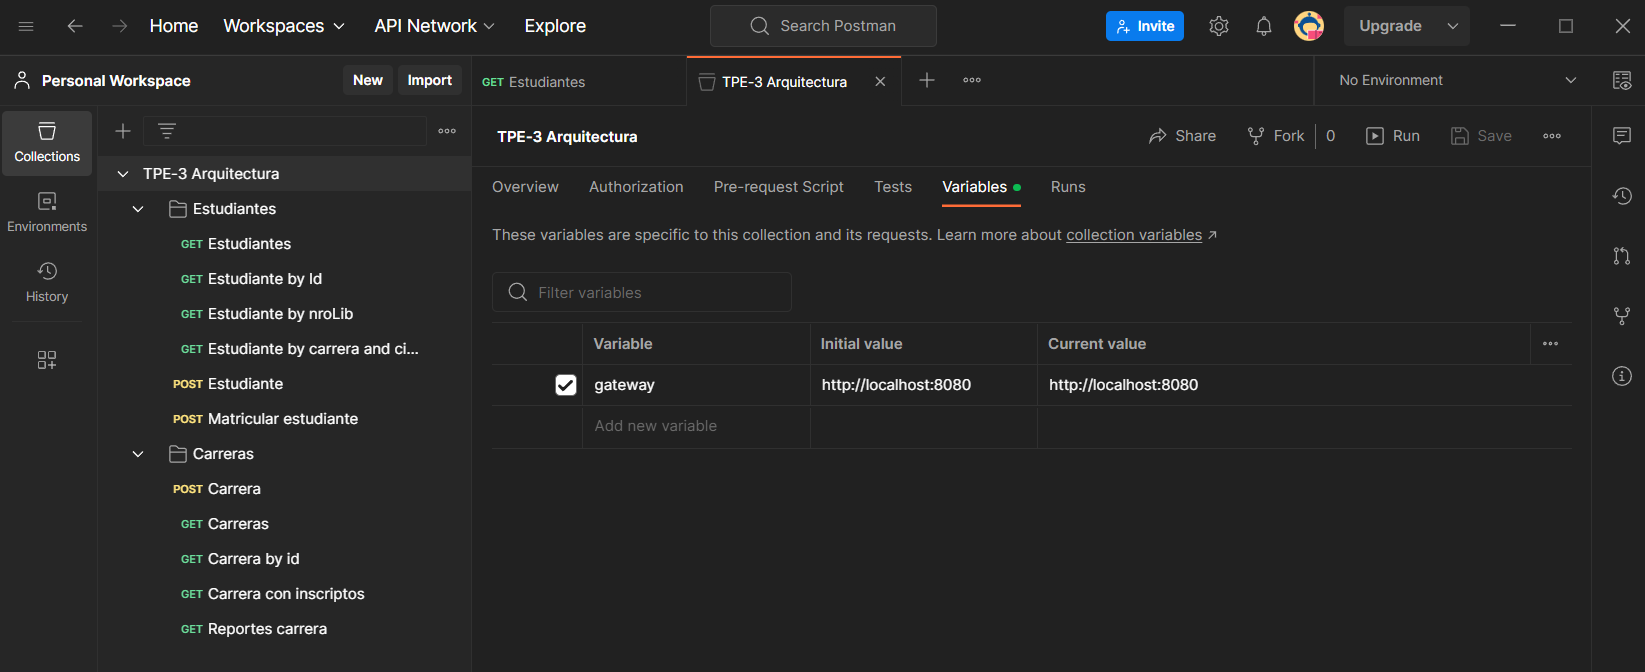 Home Workspaces API Network Explore Search Postman Invite Upgrade
Personal Workspace New Import GET Estudiantes TPE-3 Arquitectura No Environment
Collections
Environments
History
TPE-3 Arquitectura
Estudiantes
GET Estudiantes
GET Estudiante by Id
GET Estudiante by nroLib
GET Estudiante by carrera and ci...
POST Estudiante
POST Matricular estudiante
Carreras
POST Carrera
GET Carreras
GET Carrera by id
GET Carrera con inscriptos
GET Reportes carrera
TPE-3 Arquitectura Share Fork 0 Run Save
Overview Authorization Pre-request Script Tests Variables Runs
These variables are specific to this collection and its requests. Learn more about collection variables ↗
Filter variables
Variable Initial value Current value
gateway http://localhost:8080 http://localhost:8080
Add new variable